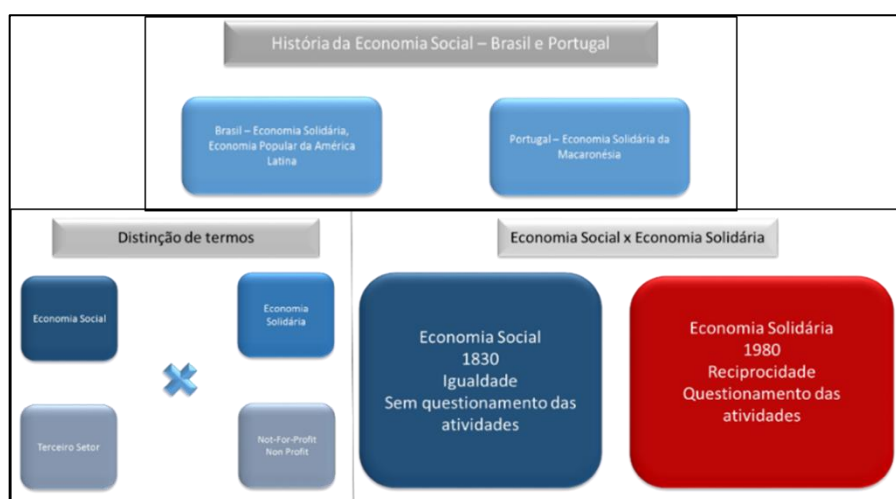 História da Economia Social – Brasil e Portugal
Brasil – Economia Solidária,
Economia Popular da América
Latina
Portugal – Economia Solidária da
Macaronésia
Distinção de termos
Economia Social
Economia
Solidária
Terceiro Setor
Not-For-Profit
Non Profit
Economia Social x Economia Solidária
Economia Social
1830
Igualdade
Sem questionamento das
atividades
Economia Solidária
1980
Reciprocidade
Questionamento das
atividades